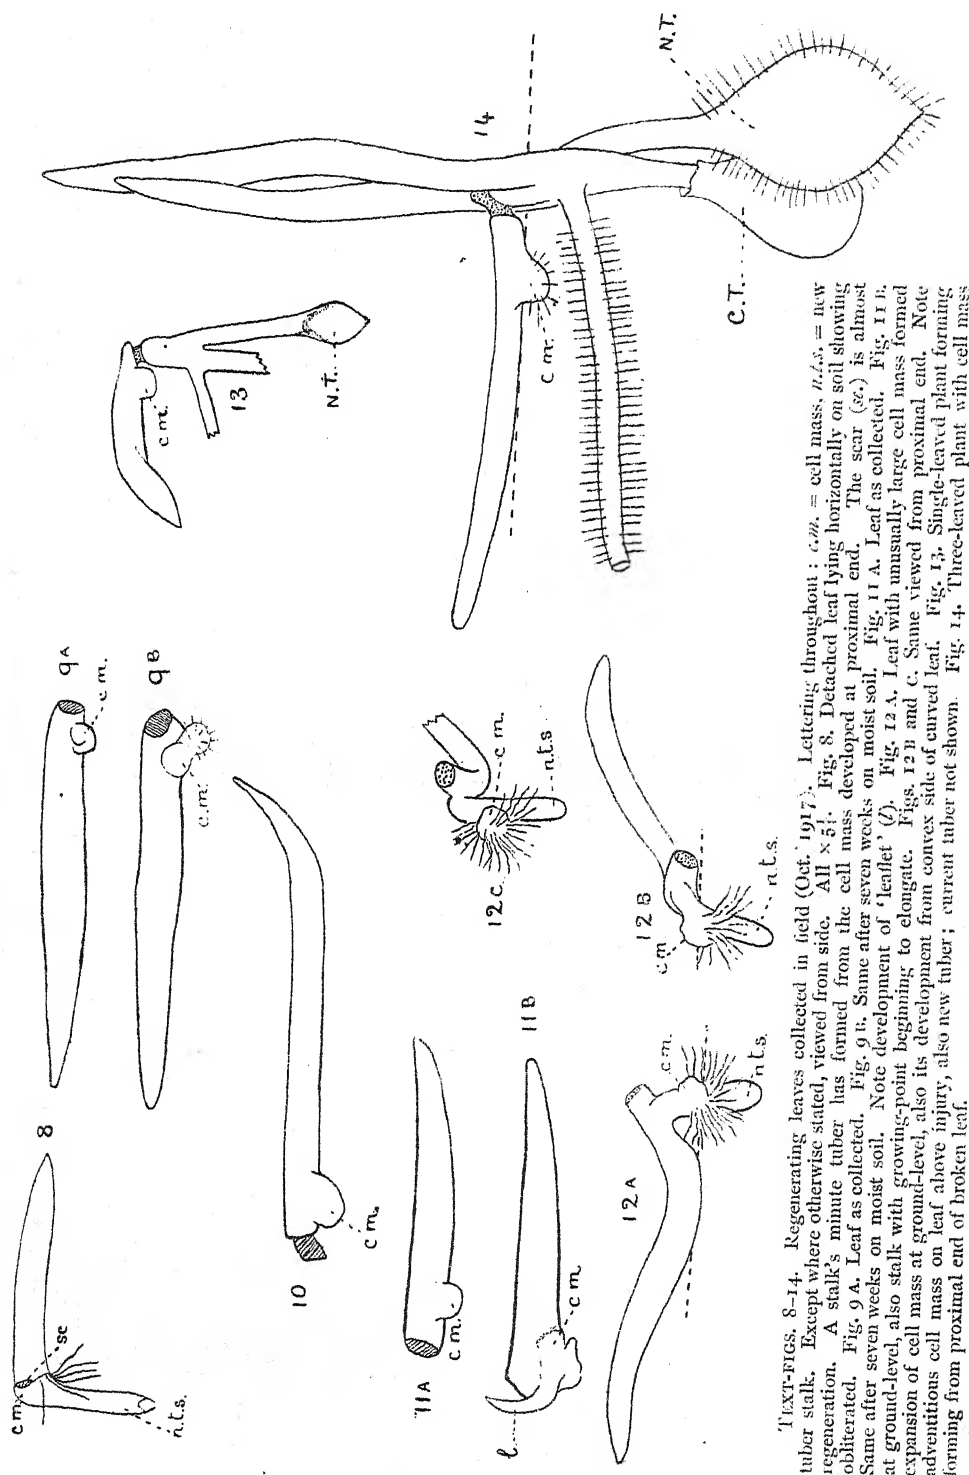 8
c m.
sc
n.t.s.
9A
c m.
9B
c.m.
10
c m.
11A
c m.
11B
l
c m
12A
c.m.
n.t.s.
12B
cm
n.t.s.
12C.
c m.
n.t.s
13
c m.
N.T.
14
c m.
N.T.
C.T.
TEXT-FIGS. 8–14. Regenerating leaves collected in field (Oct. 1917). Lettering throughout: c.m. = cell mass, n.t.s. = new
tuber stalk. Except where otherwise stated, viewed from side. All × 5¼. Fig. 8. Detached leaf lying horizontally on soil showing
regeneration. A stalk's minute tuber has formed from the cell mass developed at proximal end. The scar (sc.) is almost
obliterated. Fig. 9 A. Leaf as collected. Fig. 9 B. Same after seven weeks on moist soil. Fig. 11 A. Leaf as collected. Fig. 11 B.
Same after seven weeks on moist soil. Note development of 'leaflet' (l). Fig. 12 A. Leaf with unusually large cell mass formed
at ground-level, also stalk with growing-point beginning to elongate. Figs. 12 B and C. Same viewed from proximal end. Note
expansion of cell mass at ground-level, also its development from convex side of curved leaf. Fig. 13. Single-leaved plant forming
adventitious cell mass on leaf above injury, also new tuber; current tuber not shown. Fig. 14. Three-leaved plant with cell mass
forming from proximal end of broken leaf.